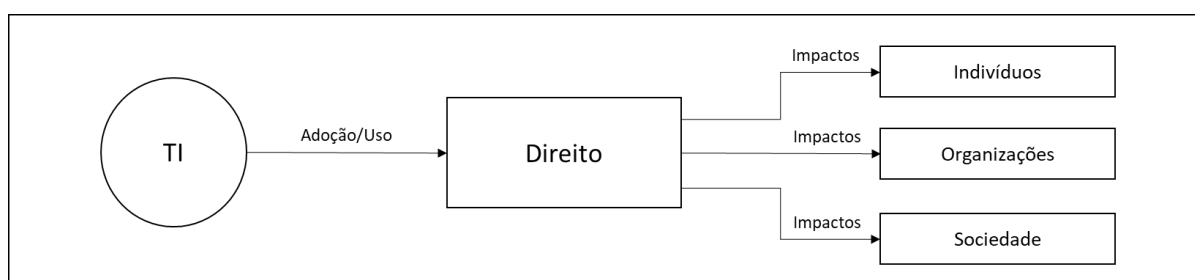 TI
Adoção/Uso
Direito
Impactos
Indivíduos
Impactos
Organizações
Impactos
Sociedade